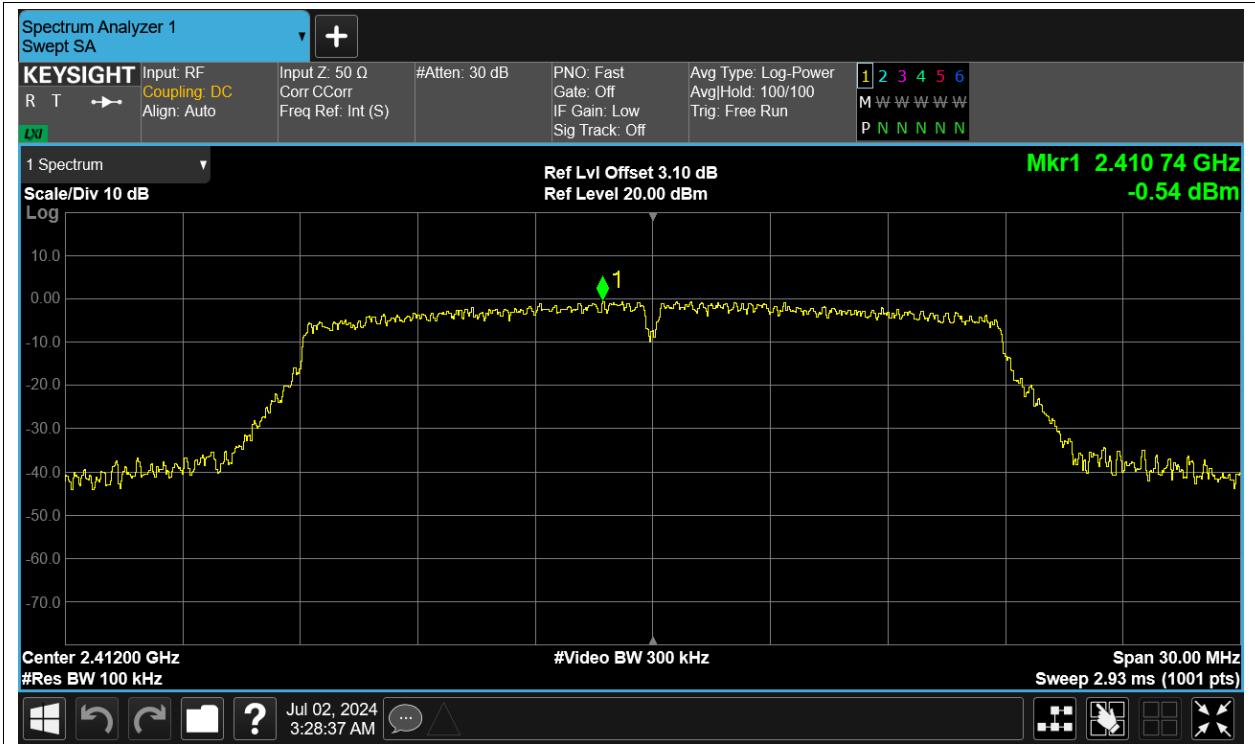 Spectrum Analyzer 1
Swept SA
KEYSIGHT
R T
LXI
Input: RF
Coupling: DC
Align: Auto
Input Z: 50 Ω
Corr CCorr
Freq Ref: Int (S)
#Atten: 30 dB
PNO: Fast
Gate: Off
IF Gain: Low
Sig Track: Off
Avg Type: Log-Power
Avg|Hold: 100/100
Trig: Free Run
1 2 3 4 5 6
M W W W W W
P N N N N N
1 Spectrum
Scale/Div 10 dB
Log
Ref Lvl Offset 3.10 dB
Ref Level 20.00 dBm
Mkr1 2.410 74 GHz
-0.54 dBm
10.0
0.00
-10.0
-20.0
-30.0
-40.0
-50.0
-60.0
-70.0
1
Center 2.41200 GHz
#Res BW 100 kHz
#Video BW 300 kHz
Span 30.00 MHz
Sweep 2.93 ms (1001 pts)
?
Jul 02, 2024
3:28:37 AM